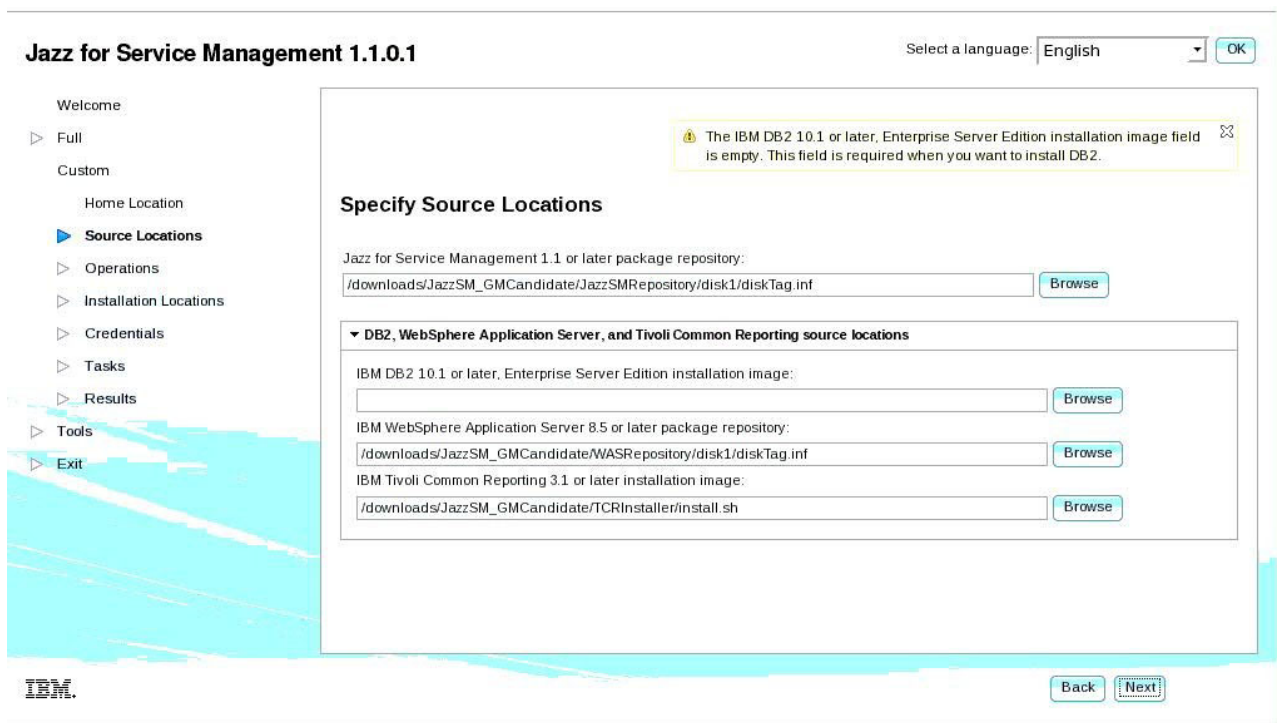 Jazz for Service Management 1.1.0.1
Select a language: English OK
Welcome
Full
Custom
Home Location
Source Locations
Operations
Installation Locations
Credentials
Tasks
Results
Tools
Exit
The IBM DB2 10.1 or later, Enterprise Server Edition installation image field
is empty. This field is required when you want to install DB2.
Specify Source Locations
Jazz for Service Management 1.1 or later package repository:
/downloads/JazzSM_GMCandidate/JazzSMRepository/disk1/diskTag.inf Browse
DB2, WebSphere Application Server, and Tivoli Common Reporting source locations
IBM DB2 10.1 or later, Enterprise Server Edition installation image:
Browse
IBM WebSphere Application Server 8.5 or later package repository:
/downloads/JazzSM_GMCandidate/WASRepository/disk1/diskTag.inf Browse
IBM Tivoli Common Reporting 3.1 or later installation image:
/downloads/JazzSM_GMCandidate/TCRInstaller/install.sh Browse
IBM.
Back Next